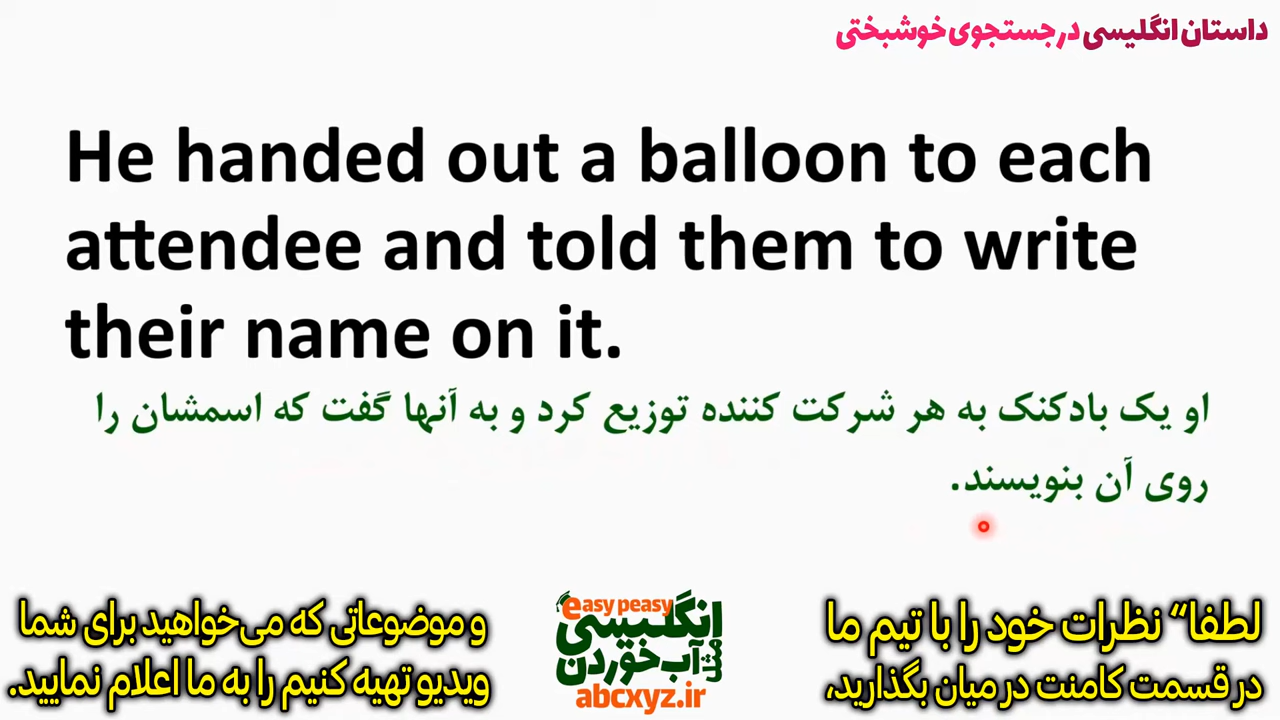 داستان انگلیسی در جستجوی خوشبختی
He handed out a balloon to each
attendee and told them to write
their name on it.
او یک بادکنک به هر شرکت کننده توزیع کرد و به آنها گفت که اسمشان را
روی آن بنویسند.
لطفا“ نظرات خود را با تیم ما
در قسمت کامنت در میان بگذارید،
easy peasy
انگلیسی
مثل آب خوردن
abcxyz.ir
و موضوعاتی که می‌خواهید برای شما
ویدیو تهیه کنیم را به ما اعلام نمایید.